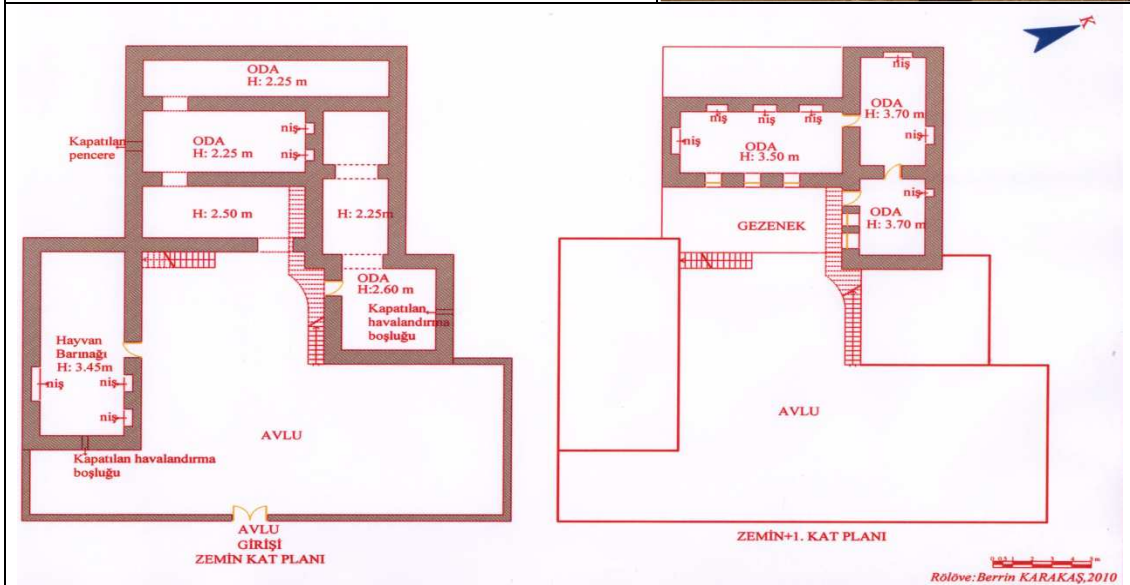 ODA
H: 2.25 m
Kapatılan
pencere
ODA
H: 2.25 m
niş
niş
H: 2.50 m
H: 2.25m
ODA
H:2.60 m
Kapatılan
havalandırma
boşluğu
Hayvan
Barınağı
H: 3.45m
niş
niş
niş
Kapatılan havalandırma
boşluğu
AVLU
AVLU
GİRİŞİ
ZEMİN KAT PLANI
K
niş
ODA
H: 3.70 m
niş
niş
niş
niş
niş
ODA
H: 3.50 m
niş
ODA
H: 3.70 m
GEZENEK
AVLU
ZEMİN+1. KAT PLANI
Rölöve:Berrin KARAKAŞ,2010